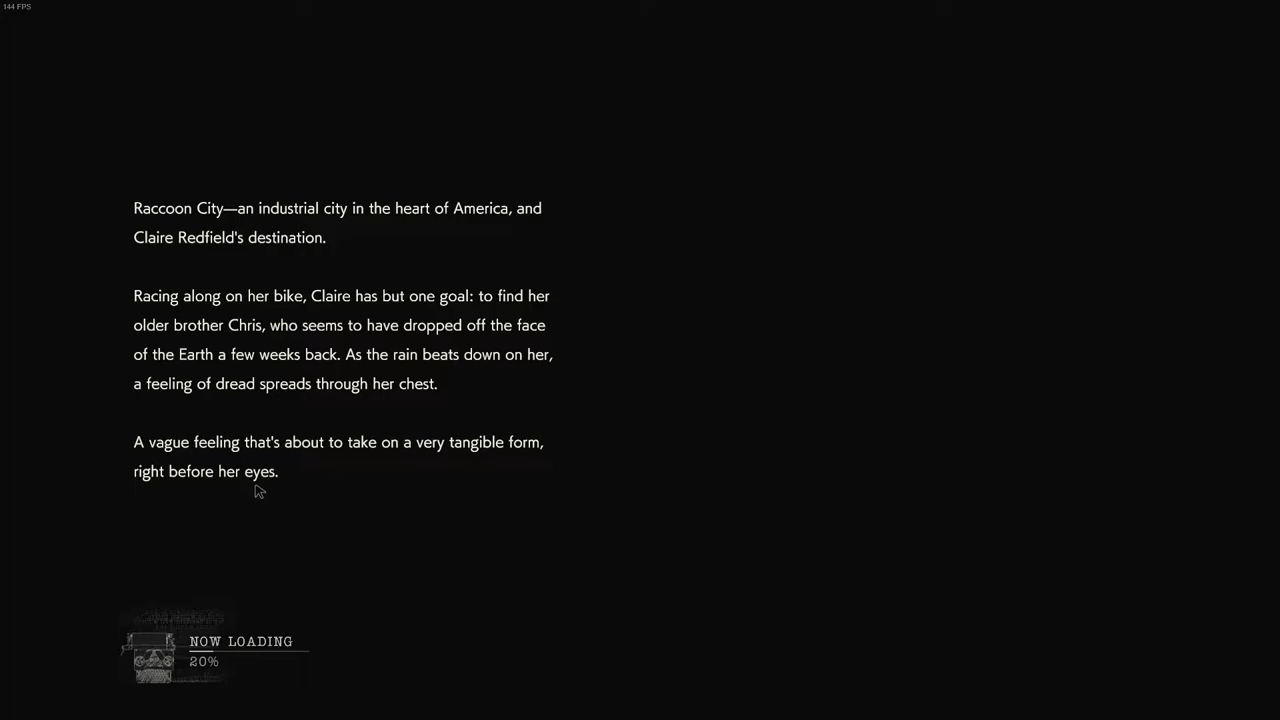 144 FPS
Raccoon City—an industrial city in the heart of America, and
Claire Redfield's destination.
Racing along on her bike, Claire has but one goal: to find her
older brother Chris, who seems to have dropped off the face
of the Earth a few weeks back. As the rain beats down on her,
a feeling of dread spreads through her chest.
A vague feeling that's about to take on a very tangible form,
right before her eyes.
NOW LOADING
20%